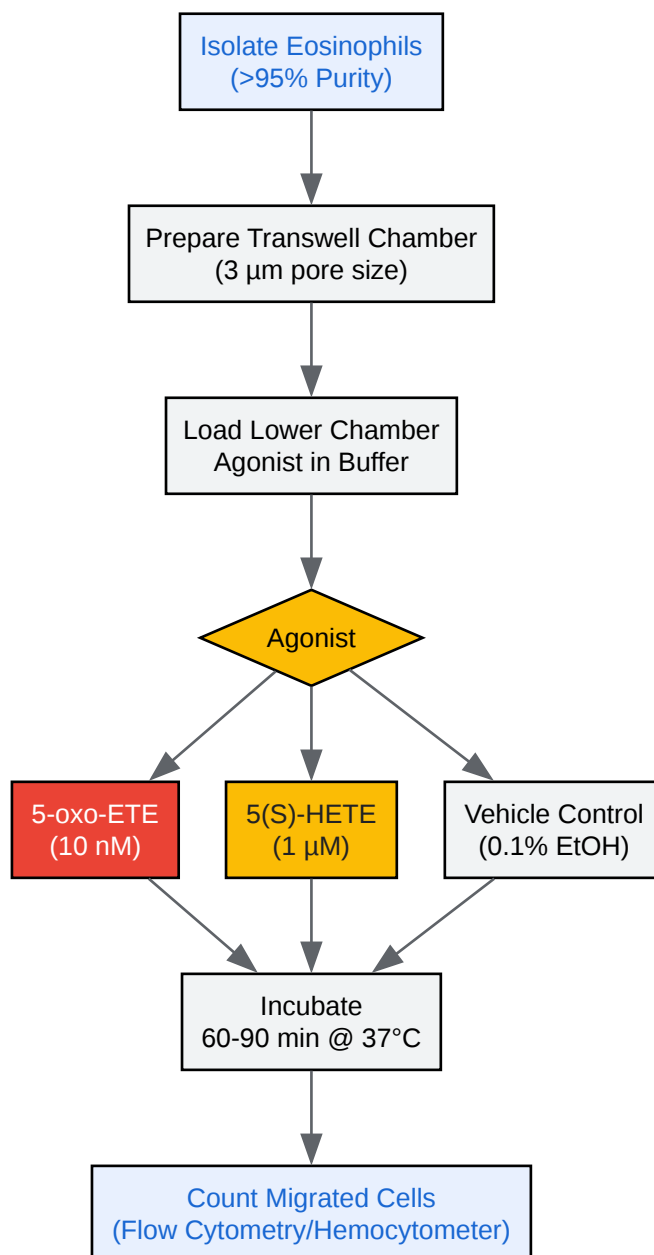 Isolate Eosinophils
(>95% Purity)
Prepare Transwell Chamber
(3 µm pore size)
Load Lower Chamber
Agonist in Buffer
Agonist
5-oxo-ETE
(10 nM)
5(S)-HETE
(1 µM)
Vehicle Control
(0.1% EtOH)
Incubate
60-90 min @ 37°C
Count Migrated Cells
(Flow Cytometry/Hemocytometer)